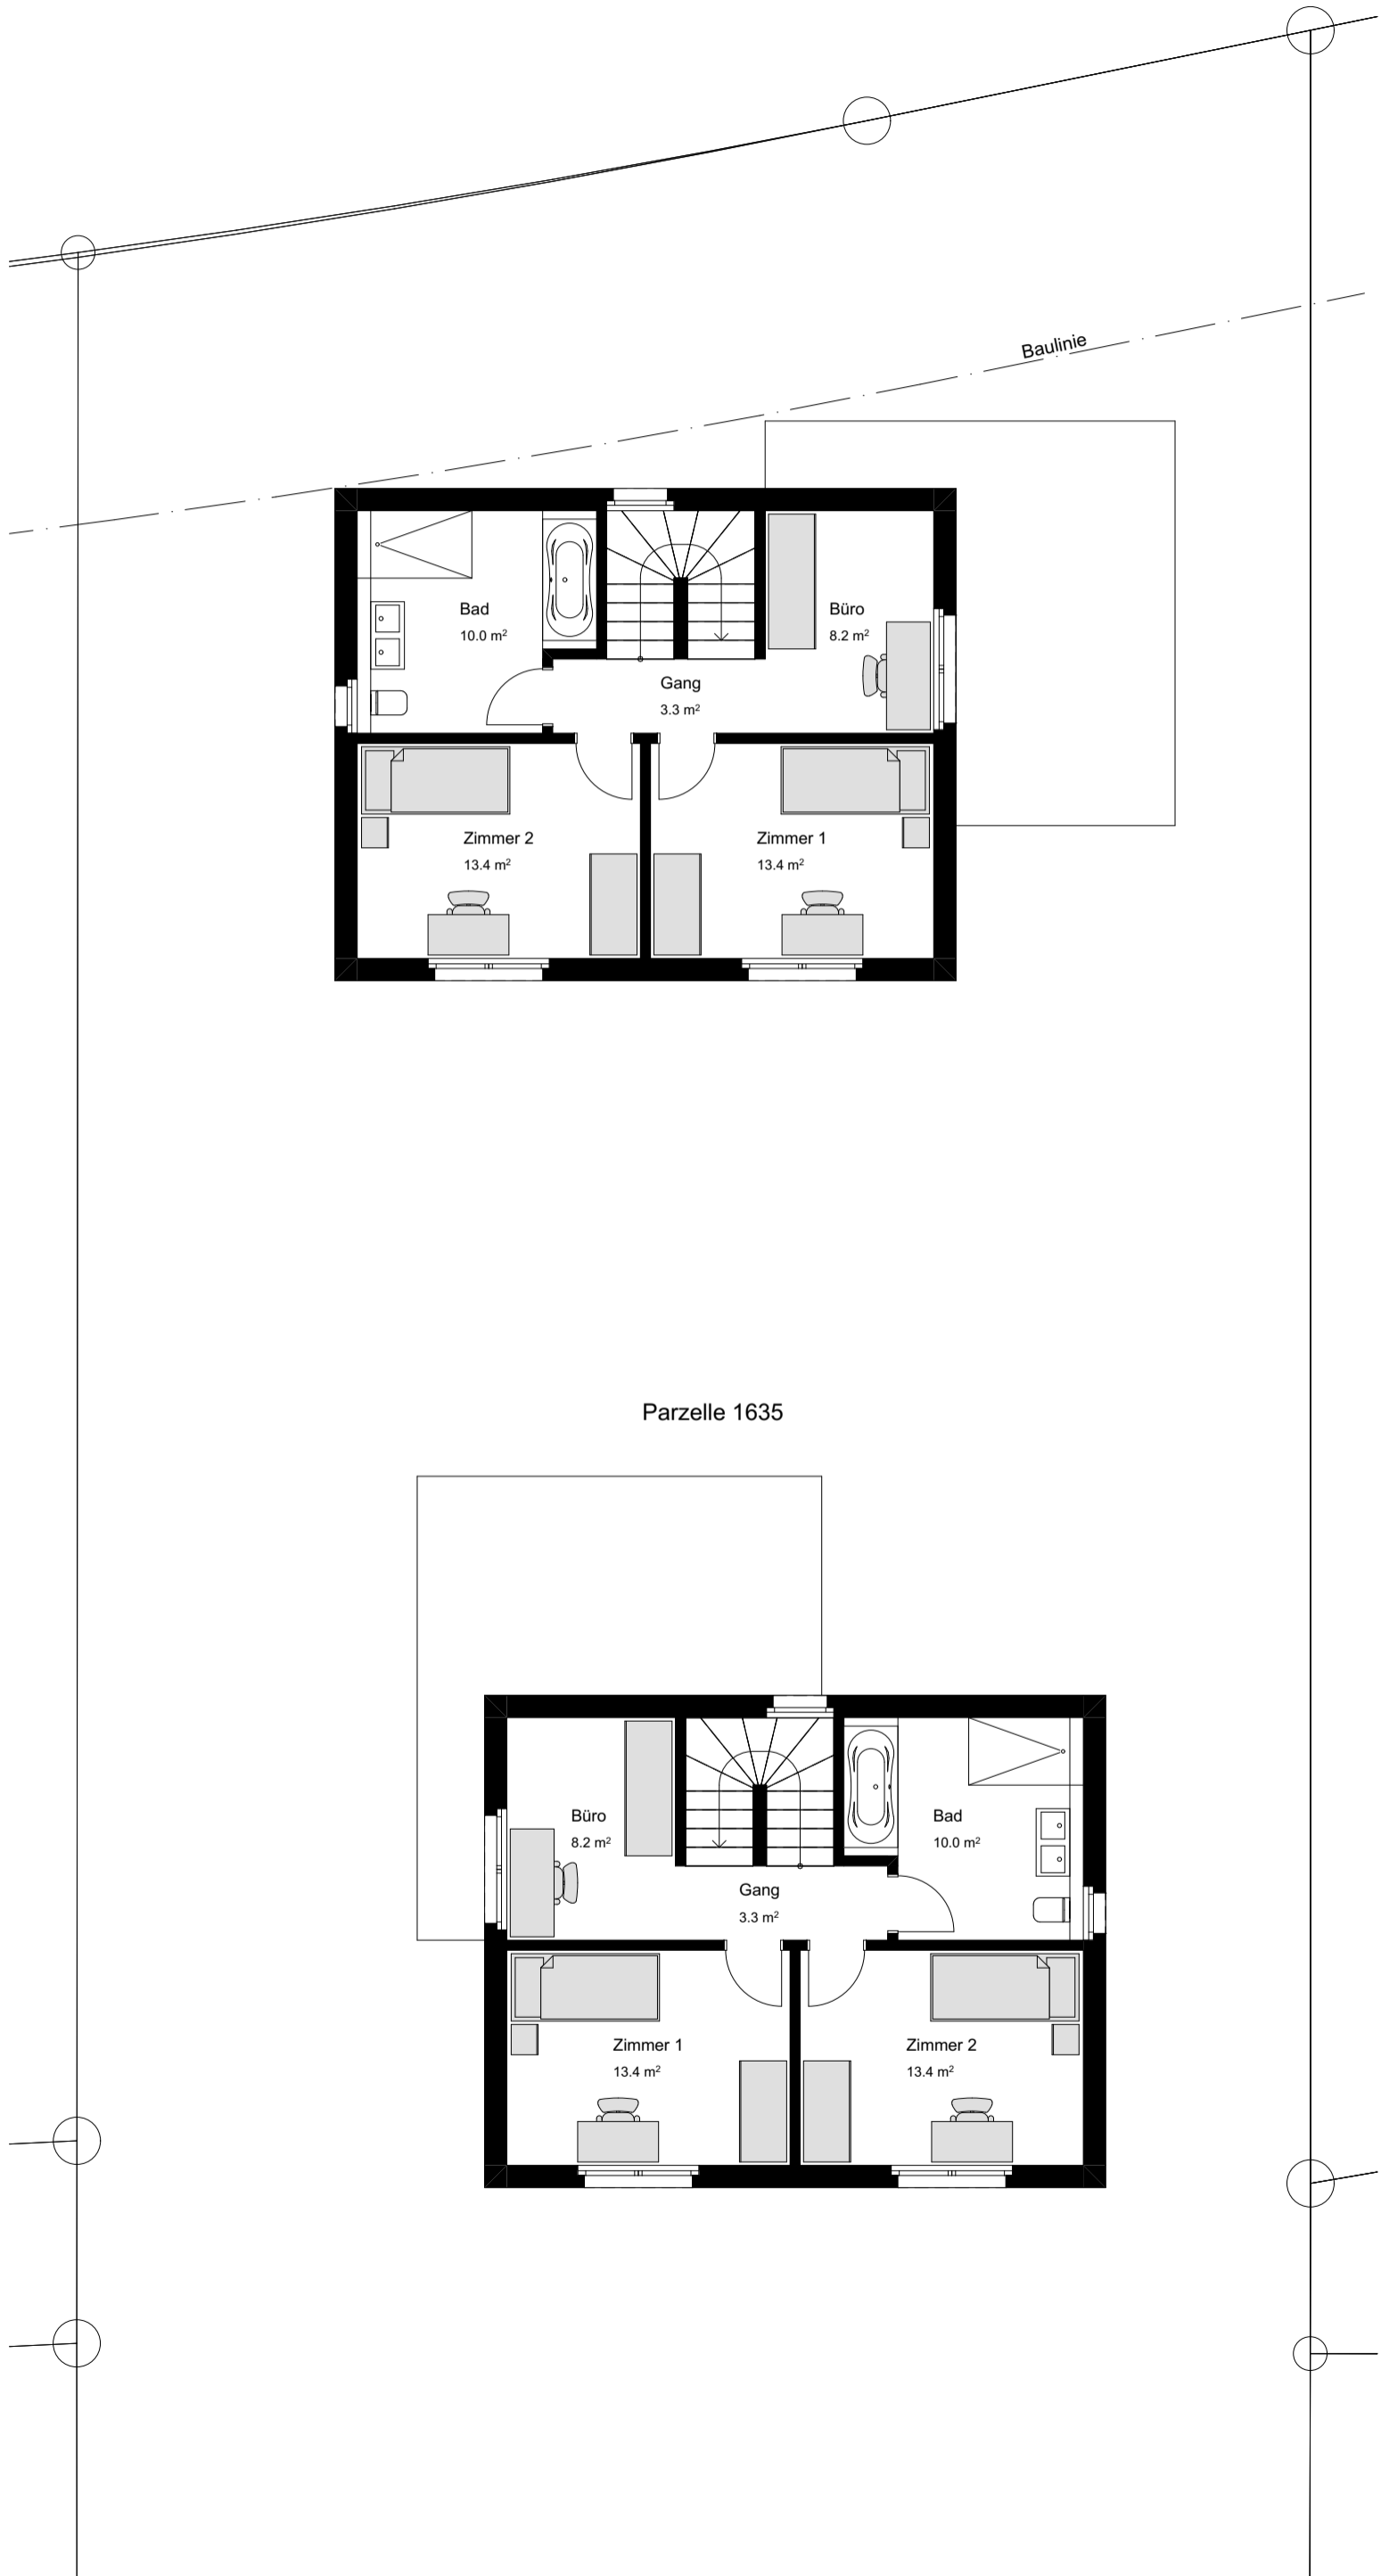 Baulinie
Bad
10.0 m²
Büro
8.2 m²
Gang
3.3 m²
Zimmer 2
13.4 m²
Zimmer 1
13.4 m²
Parzelle 1635
Büro
8.2 m²
Bad
10.0 m²
Gang
3.3 m²
Zimmer 1
13.4 m²
Zimmer 2
13.4 m²